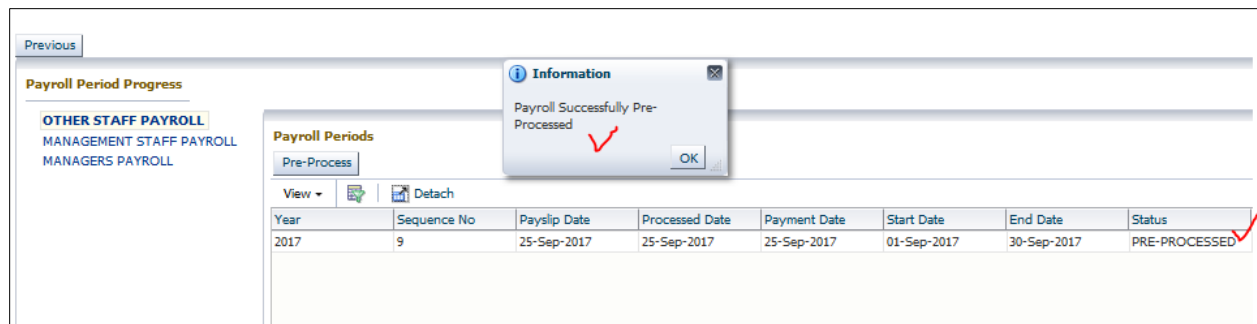 Previous
Payroll Period Progress
OTHER STAFF PAYROLL
MANAGEMENT STAFF PAYROLL
MANAGERS PAYROLL
Information
Payroll Successfully Pre-
Processed
OK
Payroll Periods
Pre-Process
View Detach
Year Sequence No Payslip Date Processed Date Payment Date Start Date End Date Status
2017 9 25-Sep-2017 25-Sep-2017 25-Sep-2017 01-Sep-2017 30-Sep-2017 PRE-PROCESSED